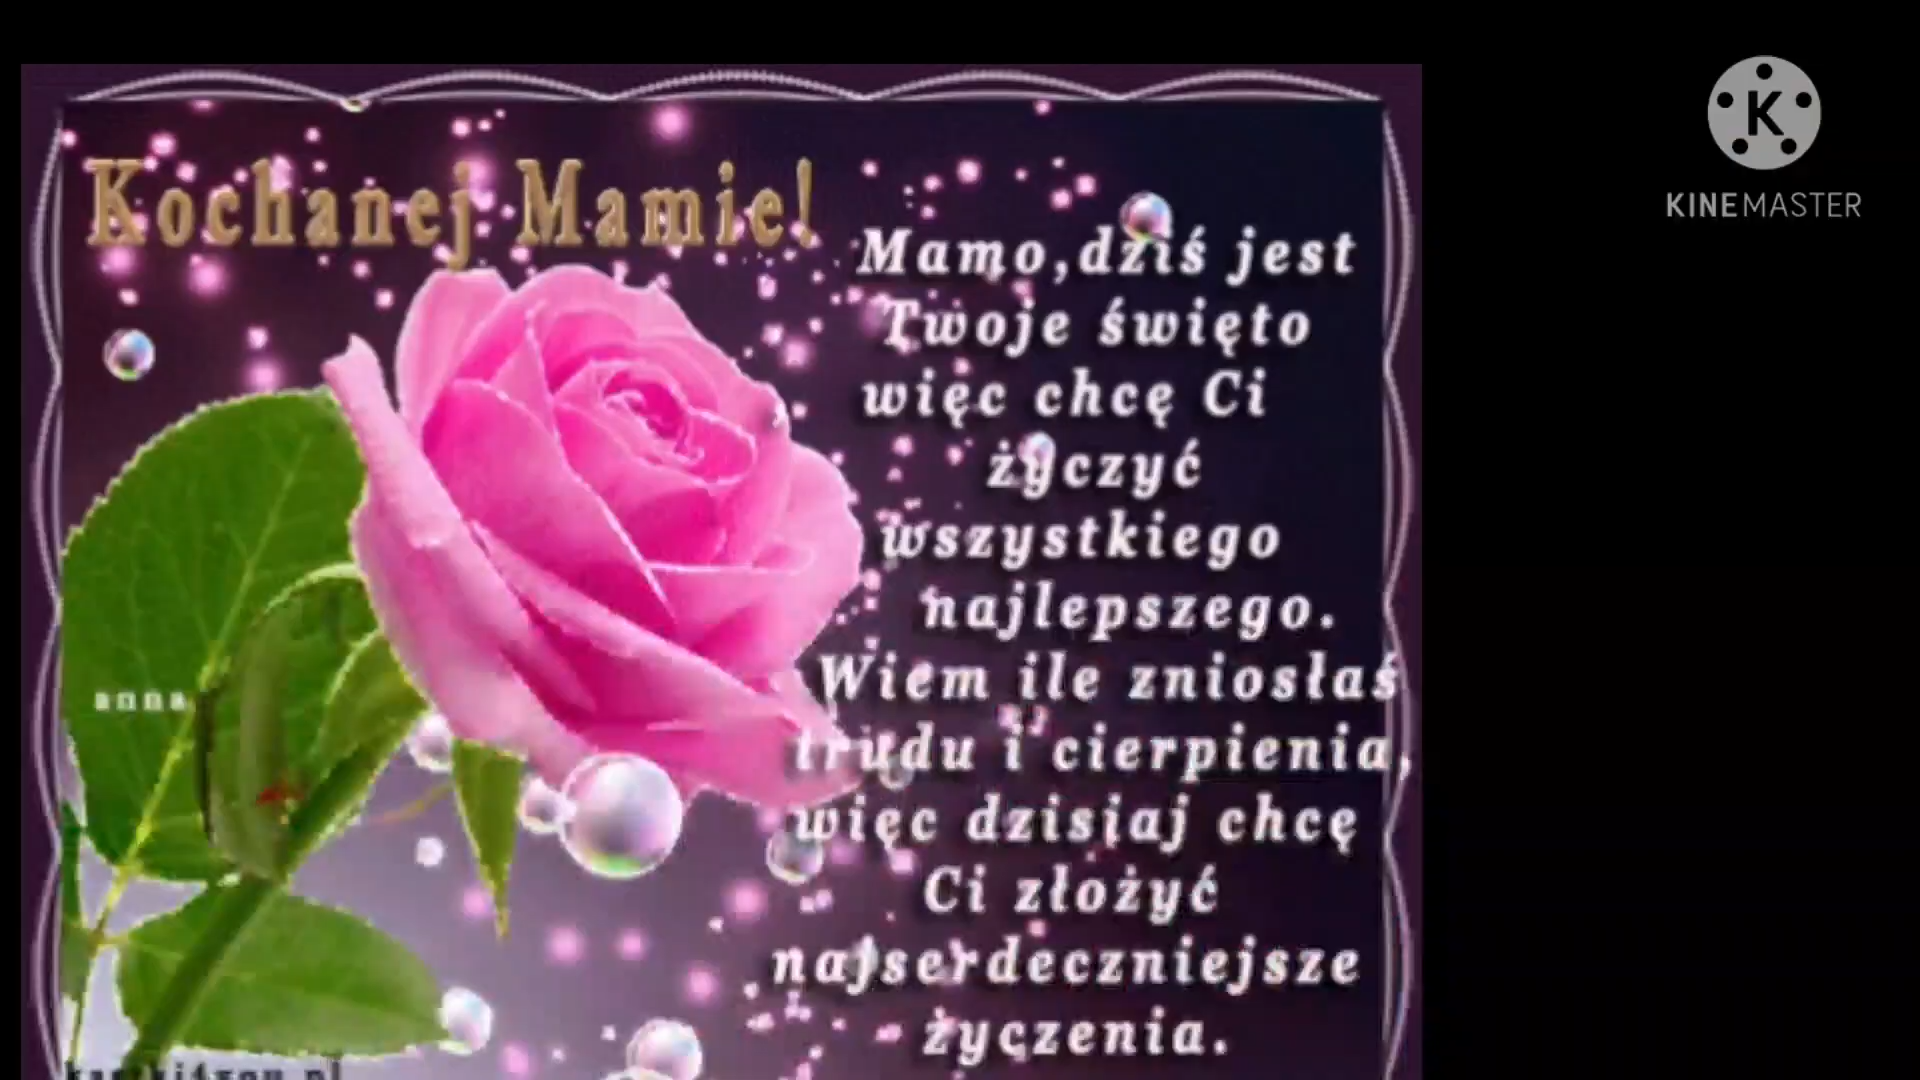 Kochanej Mamie!
Mamo,dziś jest
Twoje święto
więc chcę Ci
życzyć
wszystkiego
najlepszego.
Wiem ile zniosłaś
trudu i cierpienia,
więc dzisiaj chcę
Ci złożyć
najserdeczniejsze
życzenia.
anna
K
KINEMASTER